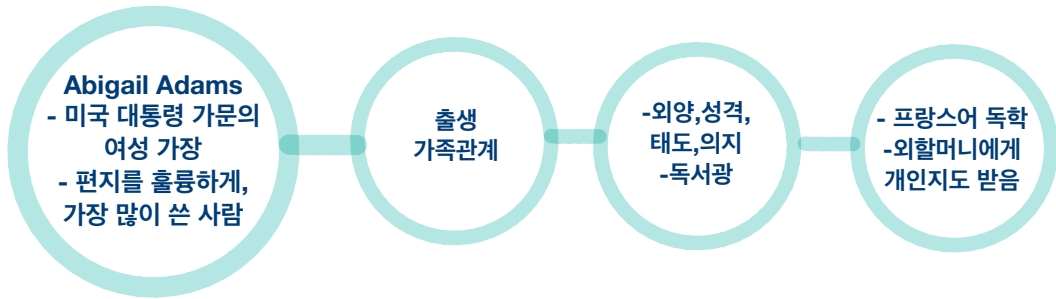 Abigail Adams
- 미국 대통령 가문의
여성 가장
- 편지를 훌륭하게,
가장 많이 쓴 사람
출생
가족관계
-외양,성격,
태도,의지
-독서광
- 프랑스어 독학
-외할머니에게
개인지도 받음